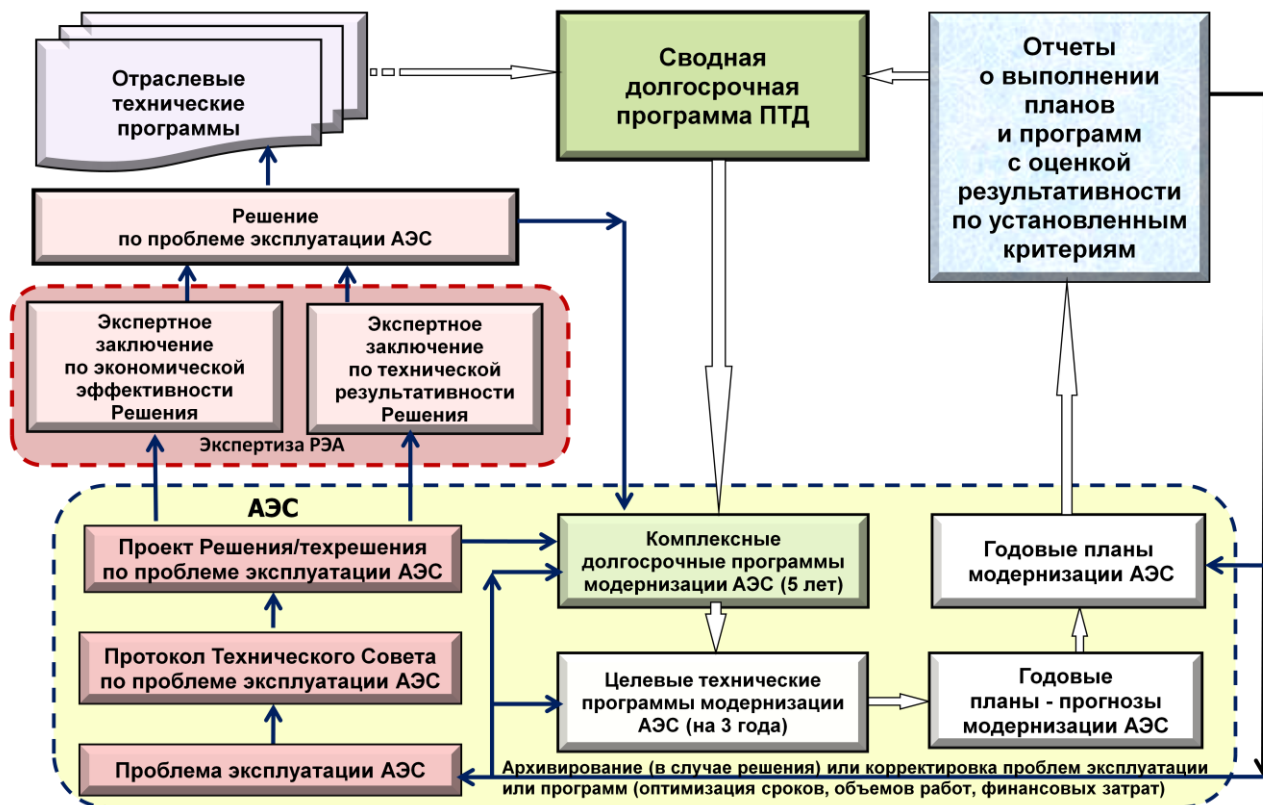 Отраслевые
технические
программы
Сводная
долгосрочная
программа ПТД
Отчеты
о выполнении
планов
и программ
с оценкой
результативности
по установленным
критериям
Решение
по проблеме эксплуатации АЭС
Экспертное
заключение
по экономической
эффективности
Решения
Экспертное
заключение
по технической
результативности
Решения
Экспертиза РЭА
АЭС
Проект Решения/техрешения
по проблеме эксплуатации АЭС
Комплексные
долгосрочные программы
модернизации АЭС (5 лет)
Годовые планы
модернизации АЭС
Протокол Технического Совета
по проблеме эксплуатации АЭС
Целевые технические
программы модернизации
АЭС (на 3 года)
Годовые
планы - прогнозы
модернизации АЭС
Проблема эксплуатации АЭС
Архивирование (в случае решения) или корректировка проблем эксплуатации
или программ (оптимизация сроков, объемов работ, финансовых затрат)